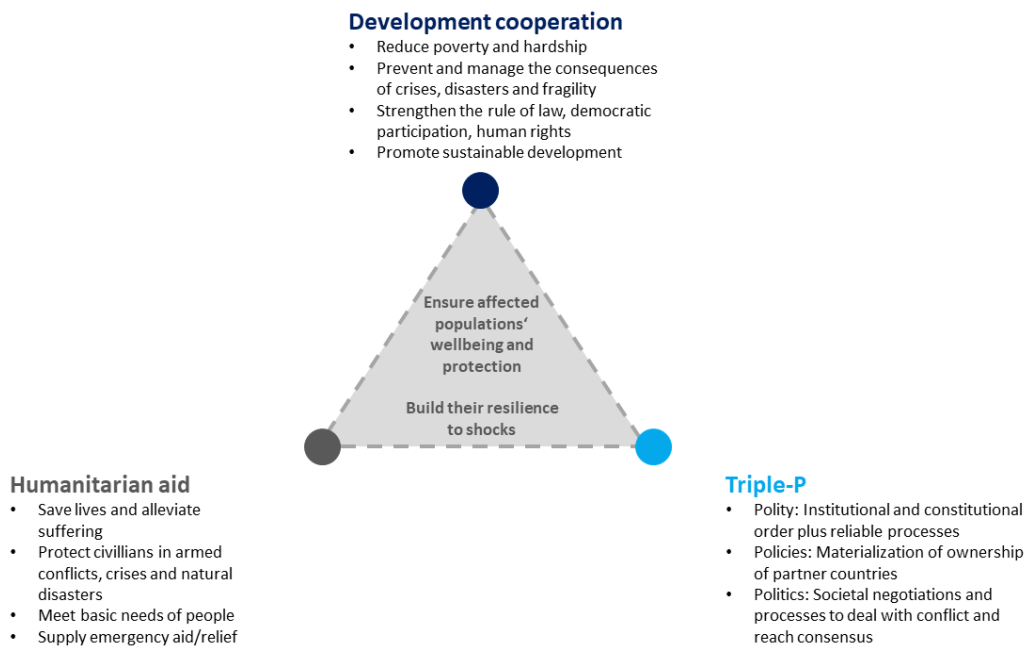 Development cooperation
• Reduce poverty and hardship
• Prevent and manage the consequences
of crises, disasters and fragility
• Strengthen the rule of law, democratic
participation, human rights
• Promote sustainable development
Ensure affected
populations‘
wellbeing and
protection
Build their resilience
to shocks
Humanitarian aid
• Save lives and alleviate
suffering
• Protect civillians in armed
conflicts, crises and natural
disasters
• Meet basic needs of people
• Supply emergency aid/relief
Triple-P
• Polity: Institutional and constitutional
order plus reliable processes
• Policies: Materialization of ownership
of partner countries
• Politics: Societal negotiations and
processes to deal with conflict and
reach consensus